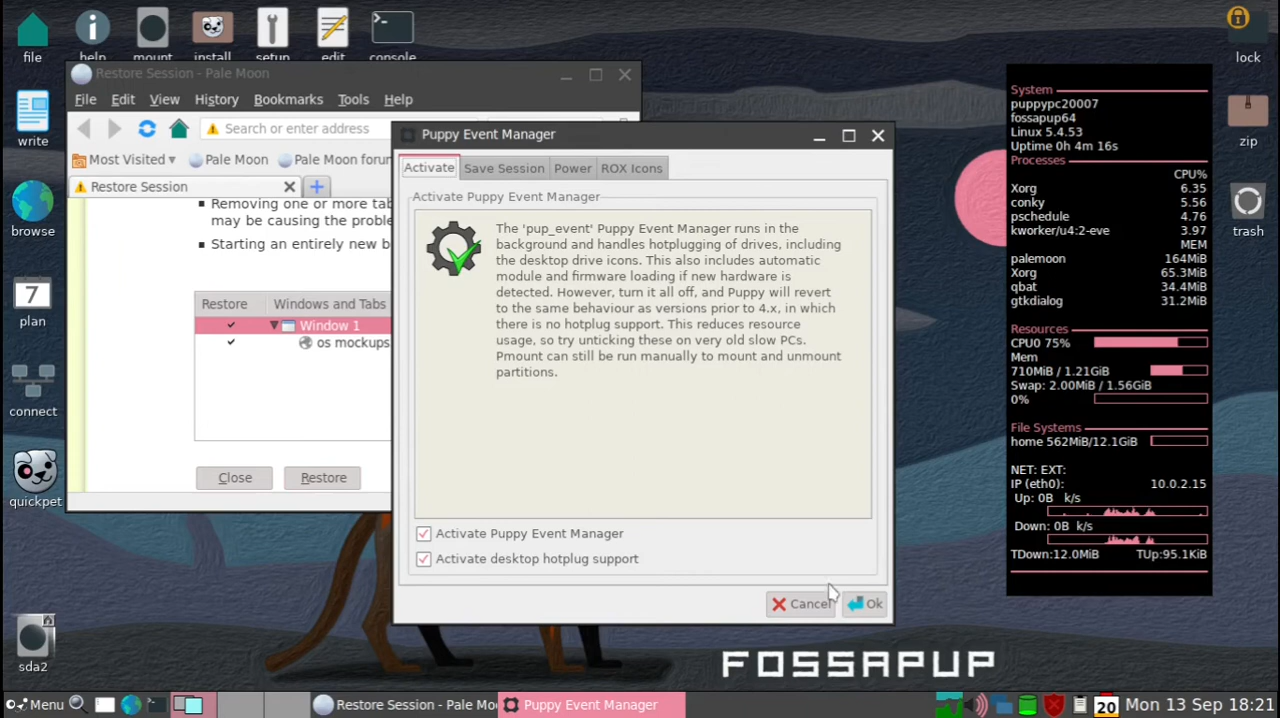 file
help
mount
install
setup
edit
console
lock
write
browse
7
plan
connect
quickpet
sda2
zip
trash
Restore Session - Pale Moon
File Edit View History Bookmarks Tools Help
Search or enter address
Most Visited Pale Moon Pale Moon forum
Restore Session
Removing one or more tab
may be causing the proble
Starting an entirely new b
Restore Windows and Tabs
Window 1
os mockups
Close Restore
Puppy Event Manager
Activate Save Session Power ROX Icons
Activate Puppy Event Manager
The 'pup_event' Puppy Event Manager runs in the
background and handles hotplugging of drives, including
the desktop drive icons. This also includes automatic
module and firmware loading if new hardware is
detected. However, turn it all off, and Puppy will revert
to the same behaviour as versions prior to 4.x, in which
there is no hotplug support. This reduces resource
usage, so try unticking these on very old slow PCs.
Pmount can still be run manually to mount and unmount
partitions.
Activate Puppy Event Manager
Activate desktop hotplug support
Cancel Ok
System
puppypc20007
fossapup64
Linux 5.4.53
Uptime 0h 4m 16s
Processes
CPU%
Xorg 6.35
conky 5.56
pschedule 4.76
kworker/u4:2-eve 3.97
MEM
palemoon 164MiB
Xorg 65.3MiB
qbat 34.4MiB
gtkdialog 31.2MiB
Resources
CPU0 75%
Mem
710MiB / 1.21GiB
Swap: 2.00MiB / 1.56GiB
0%
File Systems
home 562MiB/12.1GiB
NET: EXT:
IP (eth0) 10.0.2.15
Up: 0B k/s
Down: 0B k/s
TDown:12.0MiB TUp:95.1KiB
FOSSAPUP
Menu Restore Session - Pale Moo Puppy Event Manager 20 Mon 13 Sep 18:21